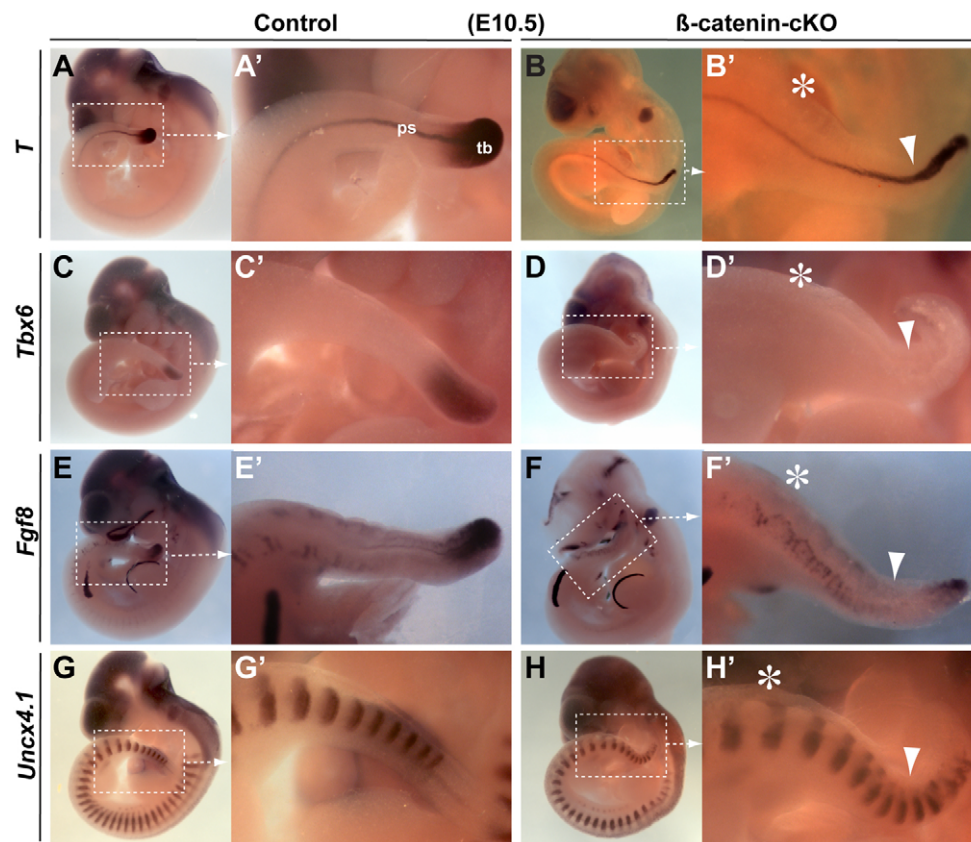 Control (E10.5) ß-catenin-cKO
T
A A’ ps tb B * B’ *
Tbx6
C C’ D D’ *
Fgf8
E E’ F F’ *
Uncx4.1
G G’ H H’ *